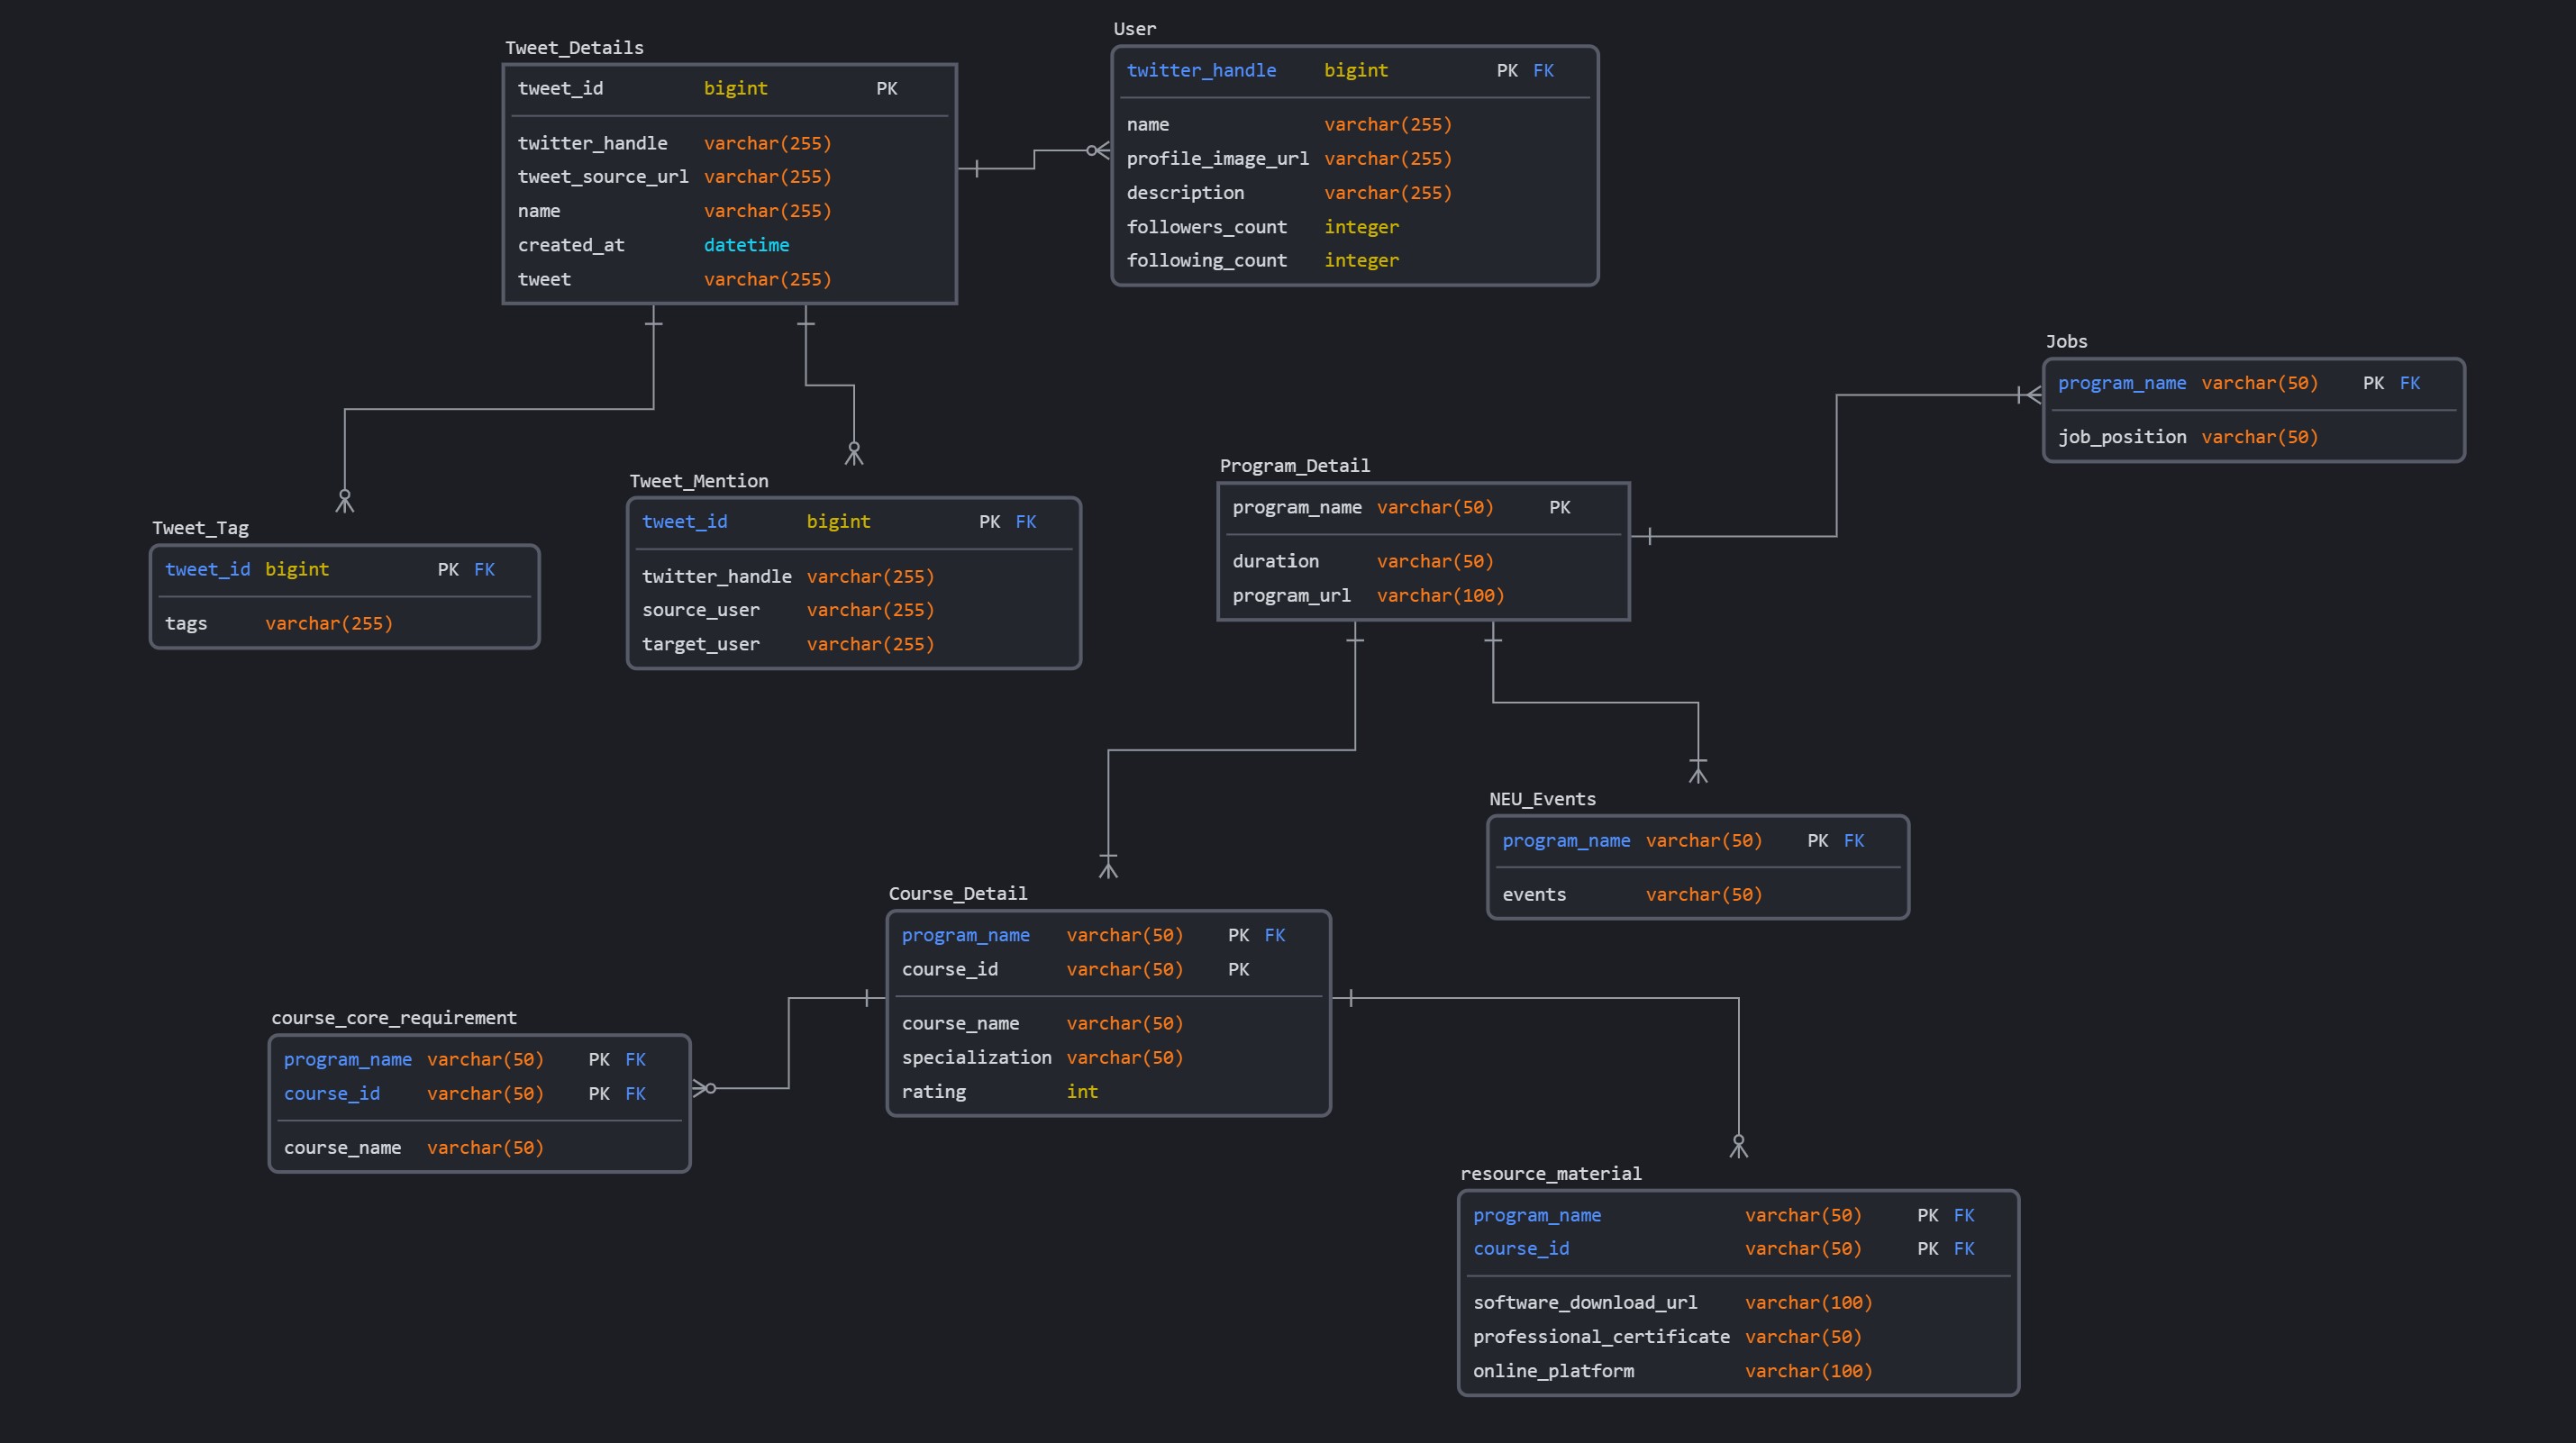 Tweet_Details
tweet_id bigint PK
twitter_handle varchar(255)
tweet_source_url varchar(255)
name varchar(255)
created_at datetime
tweet varchar(255)
User
twitter_handle bigint PK FK
name varchar(255)
profile_image_url varchar(255)
description varchar(255)
followers_count integer
following_count integer
Jobs
program_name varchar(50) PK FK
job_position varchar(50)
Program_Detail
program_name varchar(50) PK
duration varchar(50)
program_url varchar(100)
Tweet_Mention
tweet_id bigint PK FK
twitter_handle varchar(255)
source_user varchar(255)
target_user varchar(255)
Tweet_Tag
tweet_id bigint PK FK
tags varchar(255)
NEU_Events
program_name varchar(50) PK FK
events varchar(50)
Course_Detail
program_name varchar(50) PK FK
course_id varchar(50) PK
course_name varchar(50)
specialization varchar(50)
rating int
course_core_requirement
program_name varchar(50) PK FK
course_id varchar(50) PK FK
course_name varchar(50)
resource_material
program_name varchar(50) PK FK
course_id varchar(50) PK FK
software_download_url varchar(100)
professional_certificate varchar(50)
online_platform varchar(100)